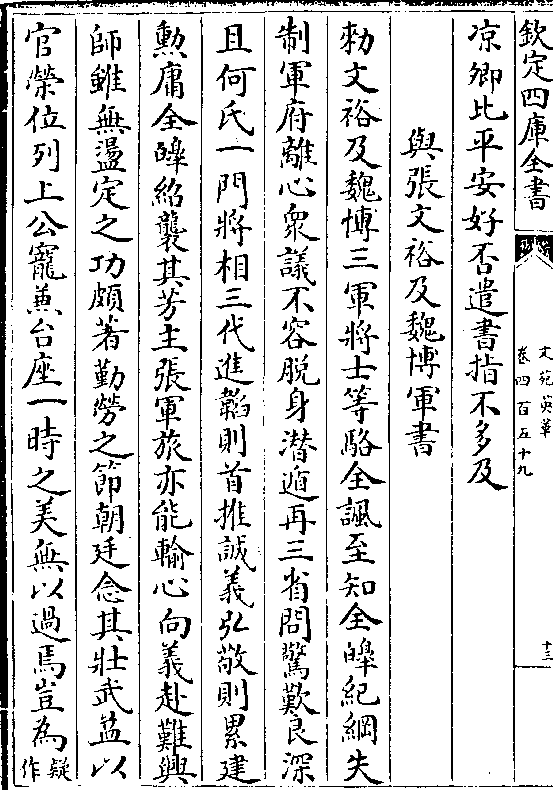 欽定四庫全書
文苑英華
卷四百五十九
十三
凉卿比平安好否遣書指不多及
與張文裕及魏博軍書
勑文裕及魏博三軍將士等駱全諷至知全皥紀綱失
制軍府離心衆議不容脫身潛遁再三省問驚歎良深
且何氏一門將相三代進韜則首推誠義弘敬則累建
勲庸全皥紹襲其芳主張軍旅亦能輸心向義赴難興
師雖無盪定之功頗著勤勞之節朝廷念其壯武益以
官榮位列上公寵兼台座一時之美無以過焉豈為疑作